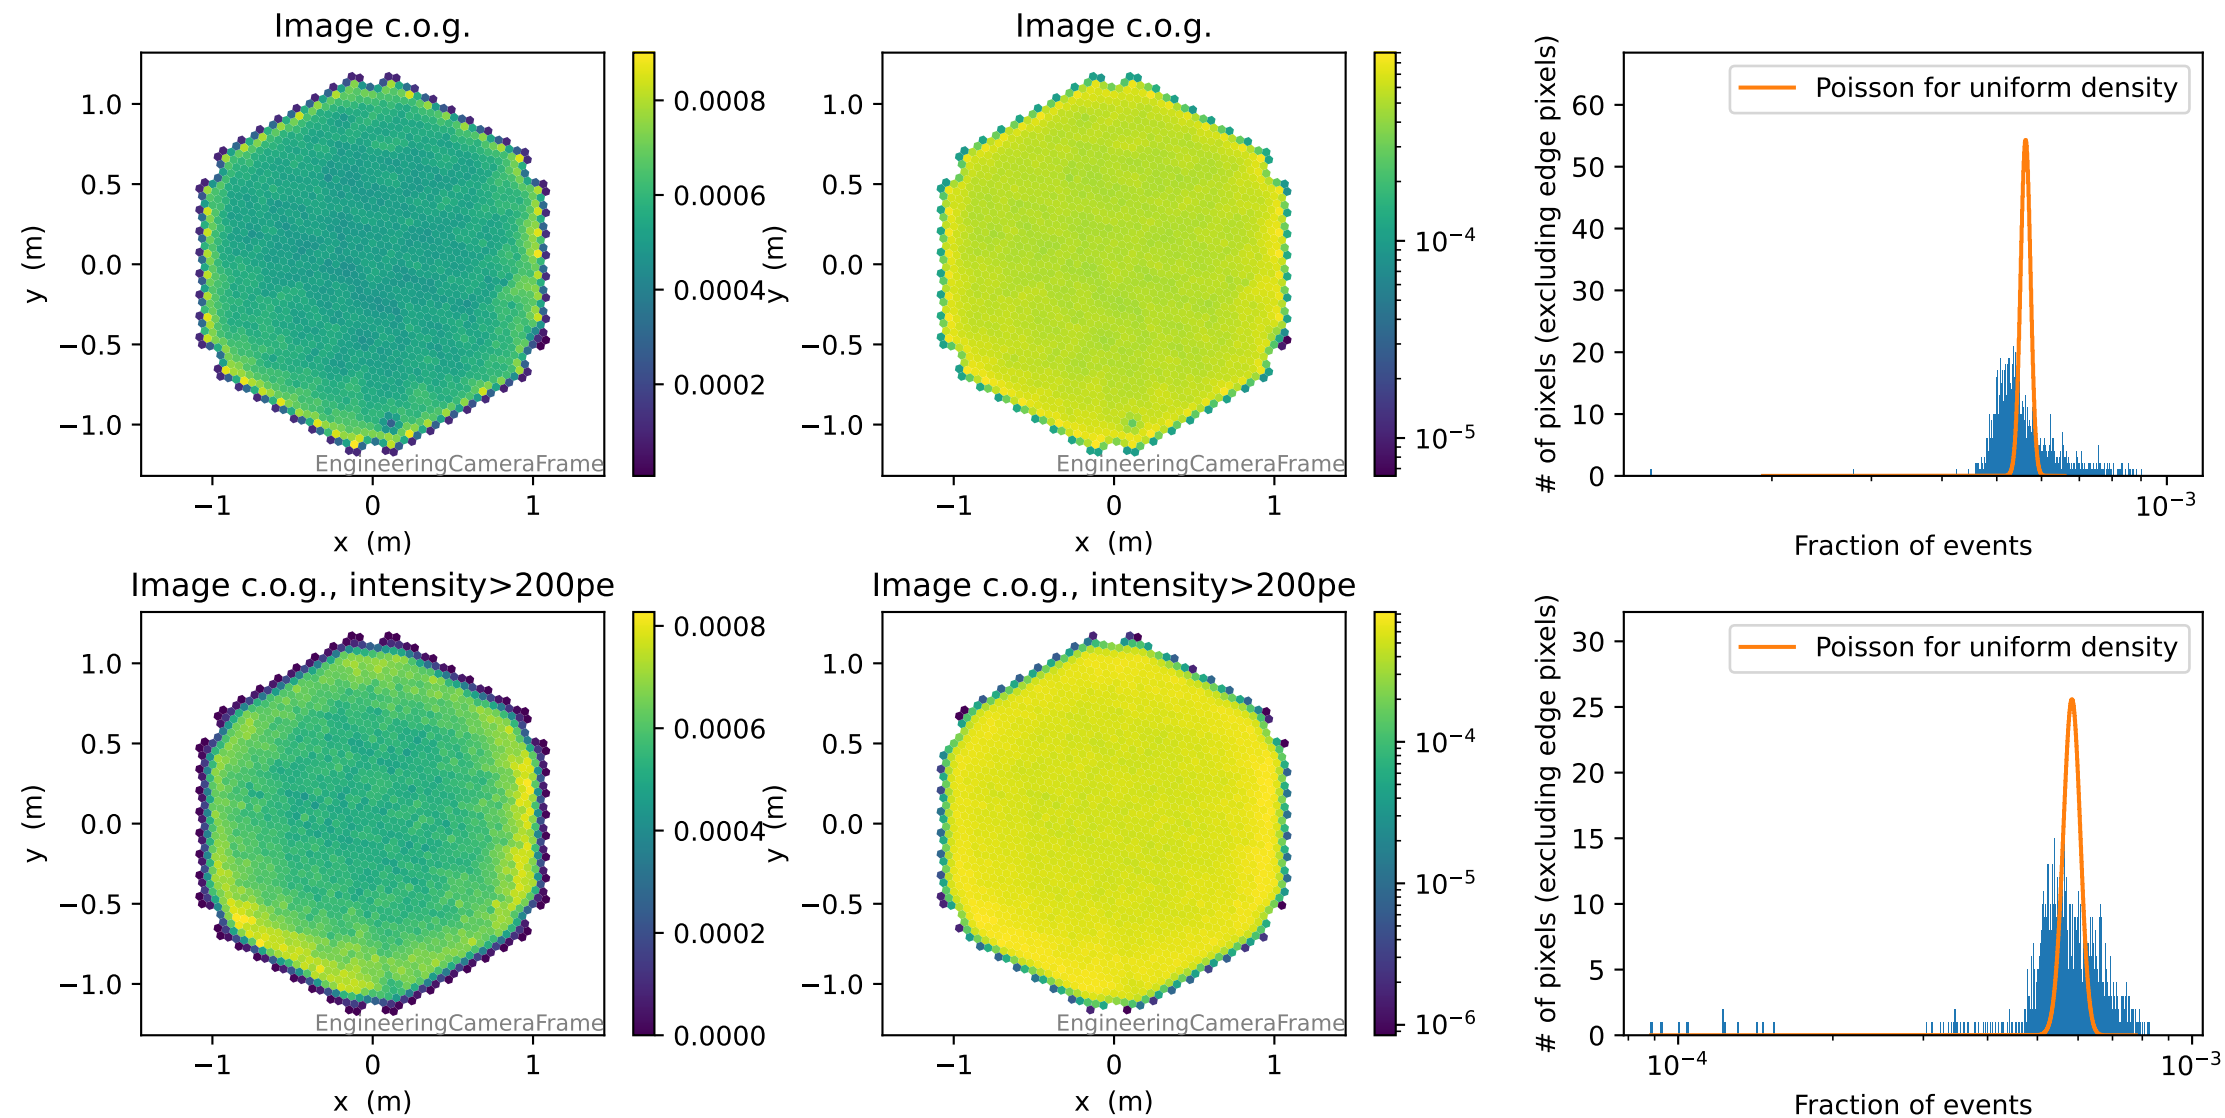 Image c.o.g.
y (m)
1.0
0.5
0.0
−0.5
−1.0
−1
0
1
x (m)
EngineeringCameraFrame
0.0008
0.0006
0.0004
0.0002
Image c.o.g.
y (m)
1.0
0.5
0.0
−0.5
−1.0
−1
0
1
x (m)
EngineeringCameraFrame
10⁻⁴
10⁻⁵
# of pixels (excluding edge pixels)
60
50
40
30
20
10
0
Poisson for uniform density
10⁻³
Fraction of events
Image c.o.g., intensity>200pe
y (m)
1.0
0.5
0.0
−0.5
−1.0
−1
0
1
x (m)
EngineeringCameraFrame
0.0008
0.0006
0.0004
0.0002
0.0000
Image c.o.g., intensity>200pe
y (m)
1.0
0.5
0.0
−0.5
−1.0
−1
0
1
x (m)
EngineeringCameraFrame
10⁻⁴
10⁻⁵
10⁻⁶
# of pixels (excluding edge pixels)
30
25
20
15
10
5
0
Poisson for uniform density
10⁻⁴
10⁻³
Fraction of events